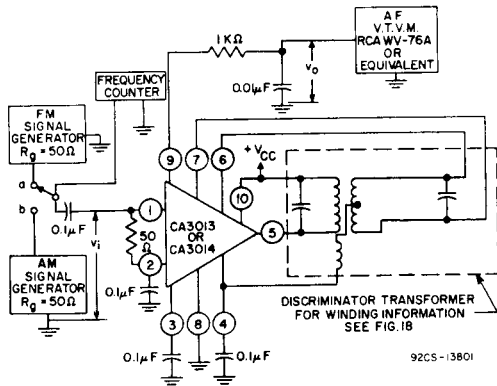 A F
V. T. V. M.
RCA WV-76A
OR
EQUIVALENT
1 KΩ
0.01µF
v₀
FREQUENCY
COUNTER
FM
SIGNAL
GENERATOR
Rg = 50Ω
a
b
0.1µF
vi
AM
SIGNAL
GENERATOR
Rg = 50Ω
50
Ω
0.1µF
9
7
6
+ VCC
10
1
2
CA3013
OR
CA3014
5
3
8
4
0.1µF
0.1µF
DISCRIMINATOR TRANSFORMER
FOR WINDING INFORMATION
SEE FIG.18
92CS-13801